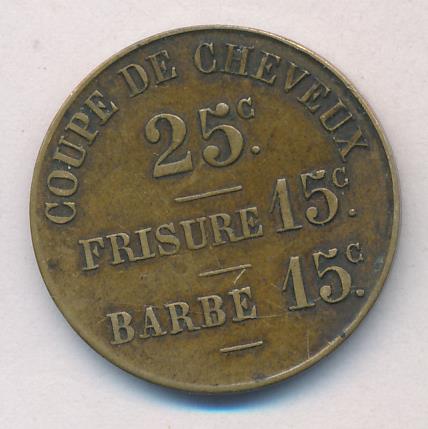 COUPE DE CHEVEUX
25c.
FRISURE 15c.
BARBE 15c.